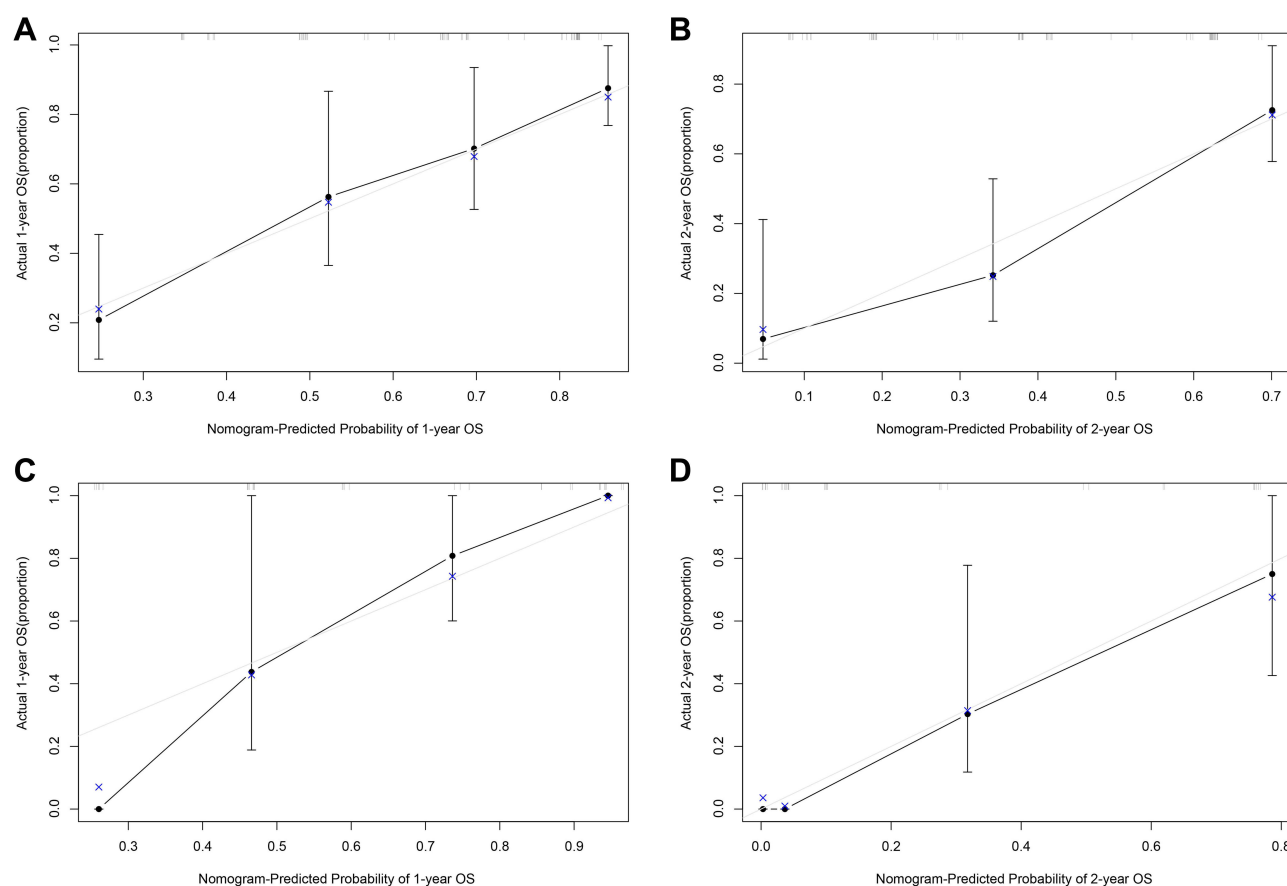 A
Actual 1-year OS(proportion)
1.0
0.8
0.6
0.4
0.2
0.3 0.4 0.5 0.6 0.7 0.8
Nomogram-Predicted Probability of 1-year OS
B
Actual 2-year OS(proportion)
0.8
0.6
0.4
0.2
0.0
0.1 0.2 0.3 0.4 0.5 0.6 0.7
Nomogram-Predicted Probability of 2-year OS
C
Actual 1-year OS(proportion)
1.0
0.8
0.6
0.4
0.2
0.0
0.3 0.4 0.5 0.6 0.7 0.8 0.9
Nomogram-Predicted Probability of 1-year OS
D
Actual 2-year OS(proportion)
1.0
0.8
0.6
0.4
0.2
0.0
0.0 0.2 0.4 0.6 0.8
Nomogram-Predicted Probability of 2-year OS